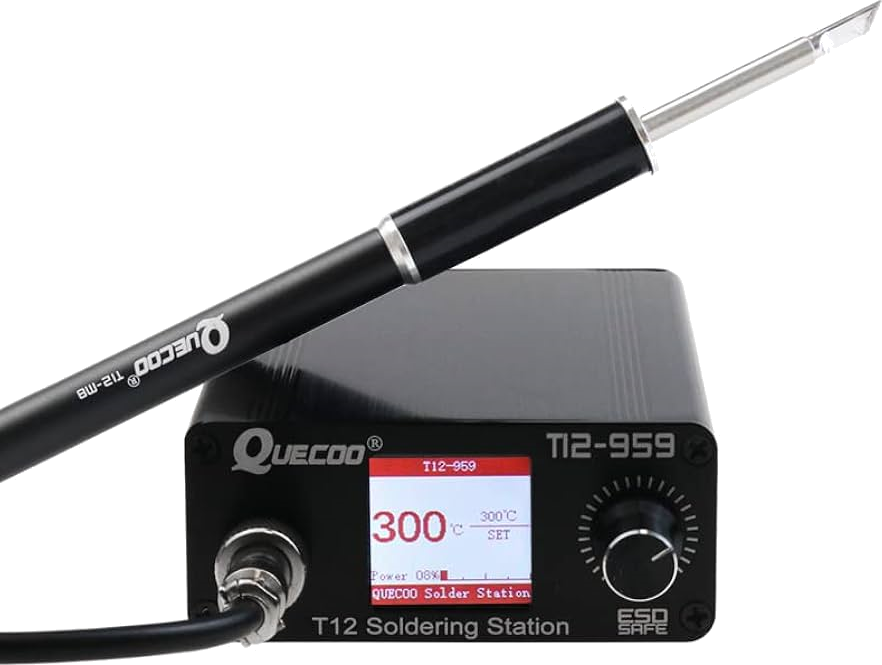 QUECOO®
T12-M8
QUECOO®
T12-959
T12-959
300℃
300℃
SET
Power 08%
QUECOO Solder Station
T12 Soldering Station
ESD
SAFE